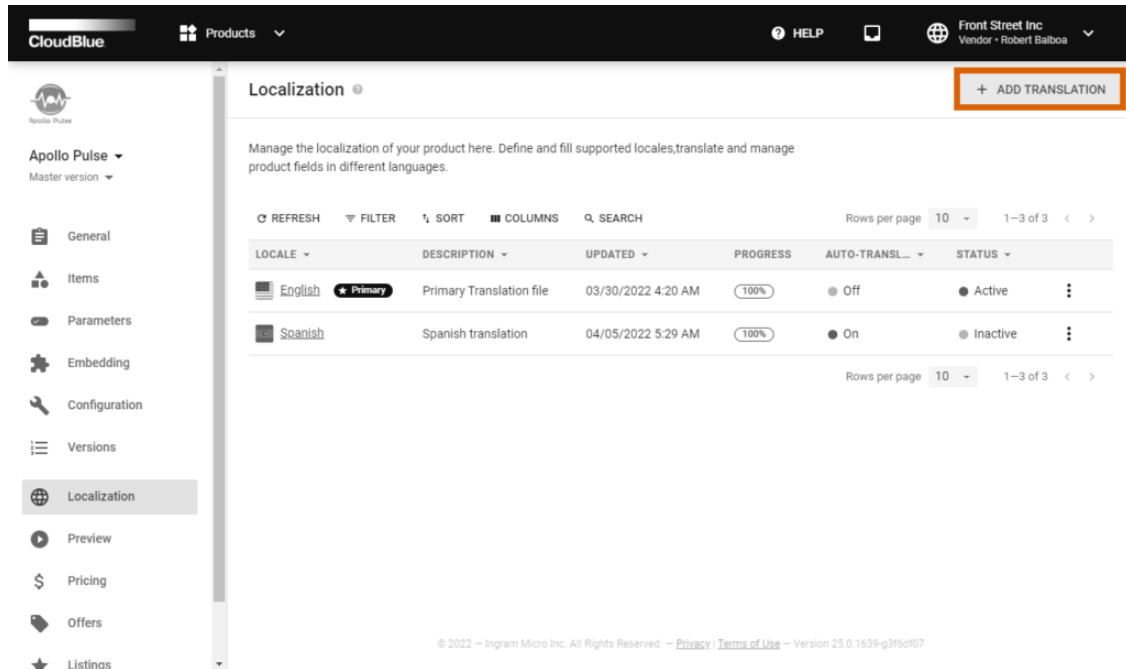 CloudBlue
Products
HELP
Front Street Inc
Vendor • Robert Balboa
Apollo Pulse
Apollo Pulse
Master version
General
Items
Parameters
Embedding
Configuration
Versions
Localization
Preview
Pricing
Offers
Listings
Localization
+ ADD TRANSLATION
Manage the localization of your product here. Define and fill supported locales,translate and manage
product fields in different languages.
REFRESH FILTER SORT COLUMNS SEARCH Rows per page 10 1–3 of 3
LOCALE DESCRIPTION UPDATED PROGRESS AUTO-TRANSL... STATUS
English ★ Primary Primary Translation file 03/30/2022 4:20 AM 100% Off Active
Spanish Spanish translation 04/05/2022 5:29 AM 100% On Inactive
Rows per page 10 1–3 of 3
© 2022 – Ingram Micro Inc. All Rights Reserved. – Privacy | Terms of Use – Version 25.0.1639-g3f6df07